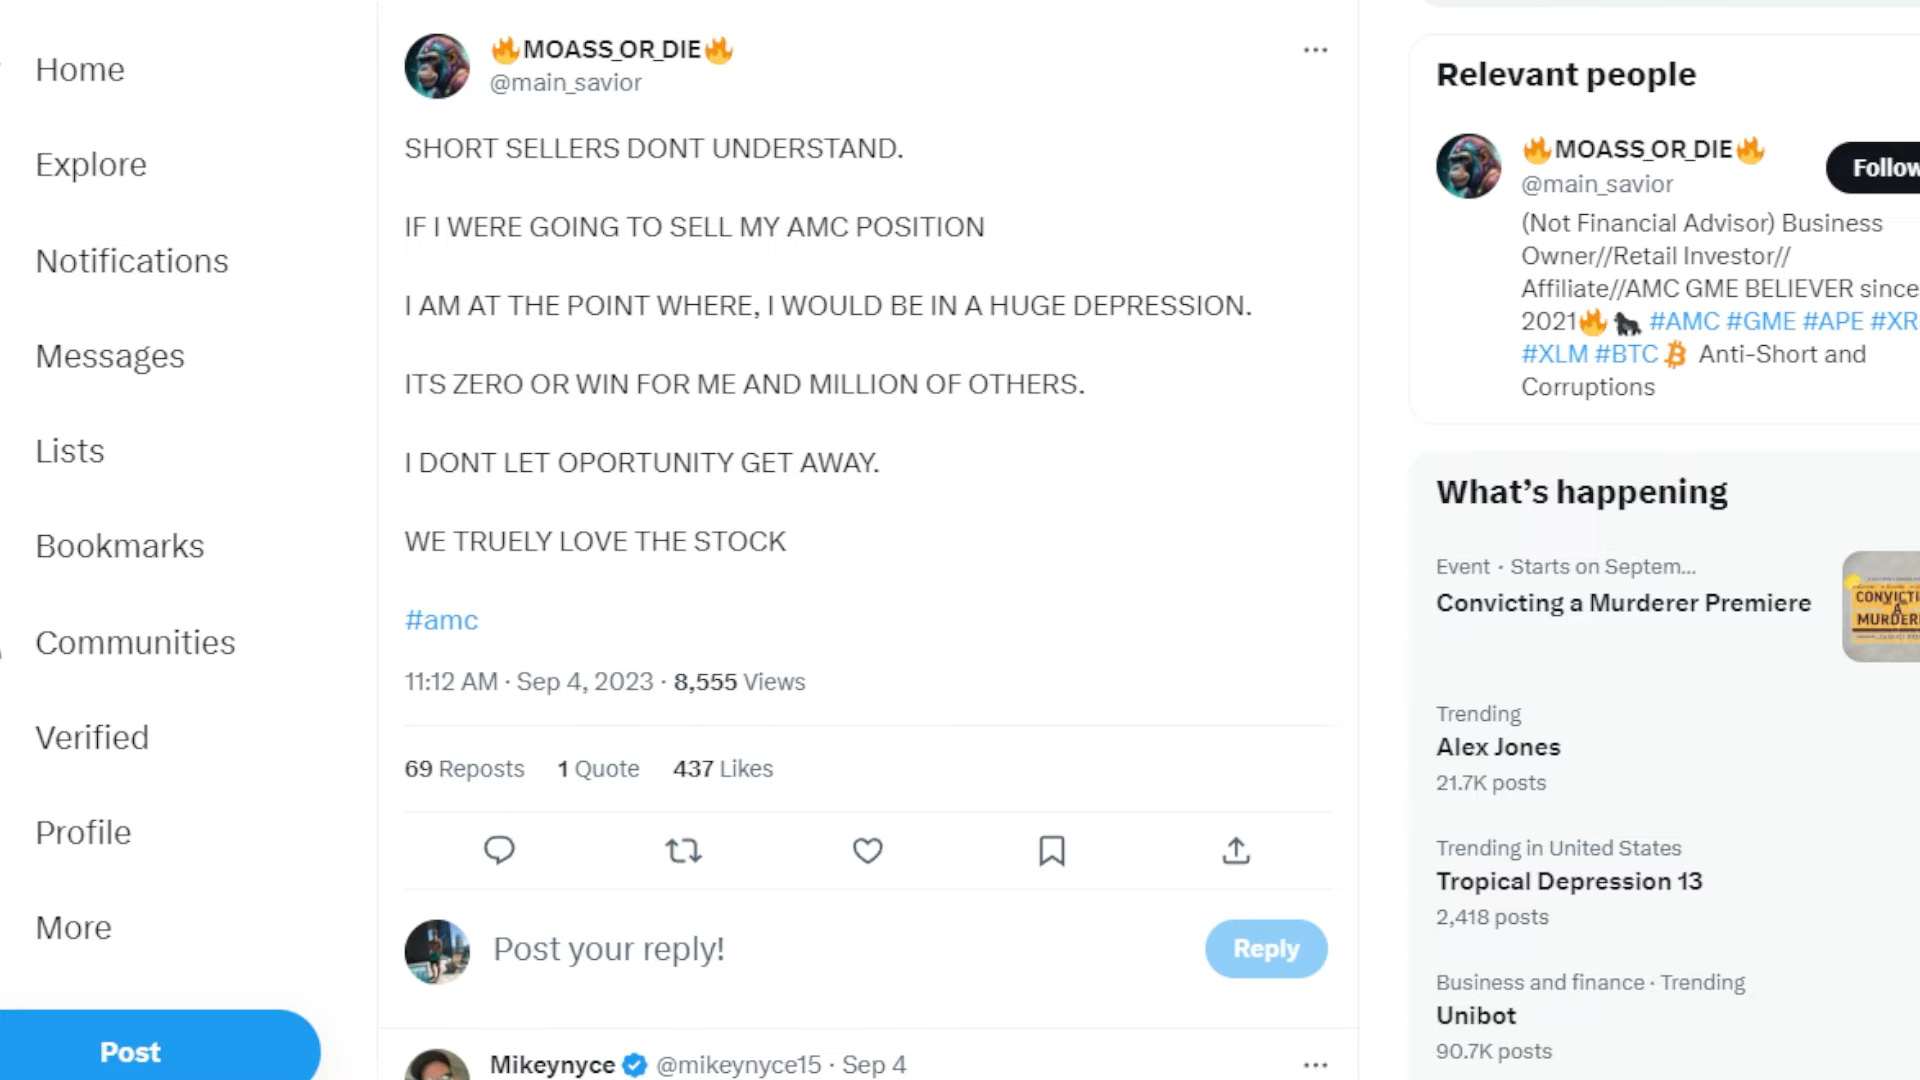 Home
Explore
Notifications
Messages
Lists
Bookmarks
Communities
Verified
Profile
More
Post
🔥MOASS_OR_DIE🔥
@main_savior
SHORT SELLERS DONT UNDERSTAND.
IF I WERE GOING TO SELL MY AMC POSITION
I AM AT THE POINT WHERE, I WOULD BE IN A HUGE DEPRESSION.
ITS ZERO OR WIN FOR ME AND MILLION OF OTHERS.
I DONT LET OPORTUNITY GET AWAY.
WE TRUELY LOVE THE STOCK
#amc
11:12 AM · Sep 4, 2023 · 8,555 Views
69 Reposts 1 Quote 437 Likes
Post your reply!
Reply
Mikeynyce @mikeynyce15 · Sep 4
Relevant people
🔥MOASS_OR_DIE🔥
@main_savior
Follow
(Not Financial Advisor) Business
Owner//Retail Investor//
Affiliate//AMC GME BELIEVER since
2021🔥🦍 #AMC #GME #APE #XR
#XLM #BTC Anti-Short and
Corruptions
What's happening
Event · Starts on Septem...
Convicting a Murderer Premiere
CONVICTI
A
MURDER
Trending
Alex Jones
21.7K posts
Trending in United States
Tropical Depression 13
2,418 posts
Business and finance · Trending
Unibot
90.7K posts